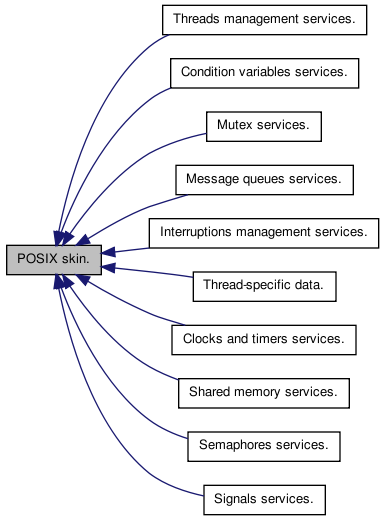 Threads management services.
Condition variables services.
Mutex services.
Message queues services.
Interruptions management services.
POSIX skin.
Thread-specific data.
Clocks and timers services.
Shared memory services.
Semaphores services.
Signals services.